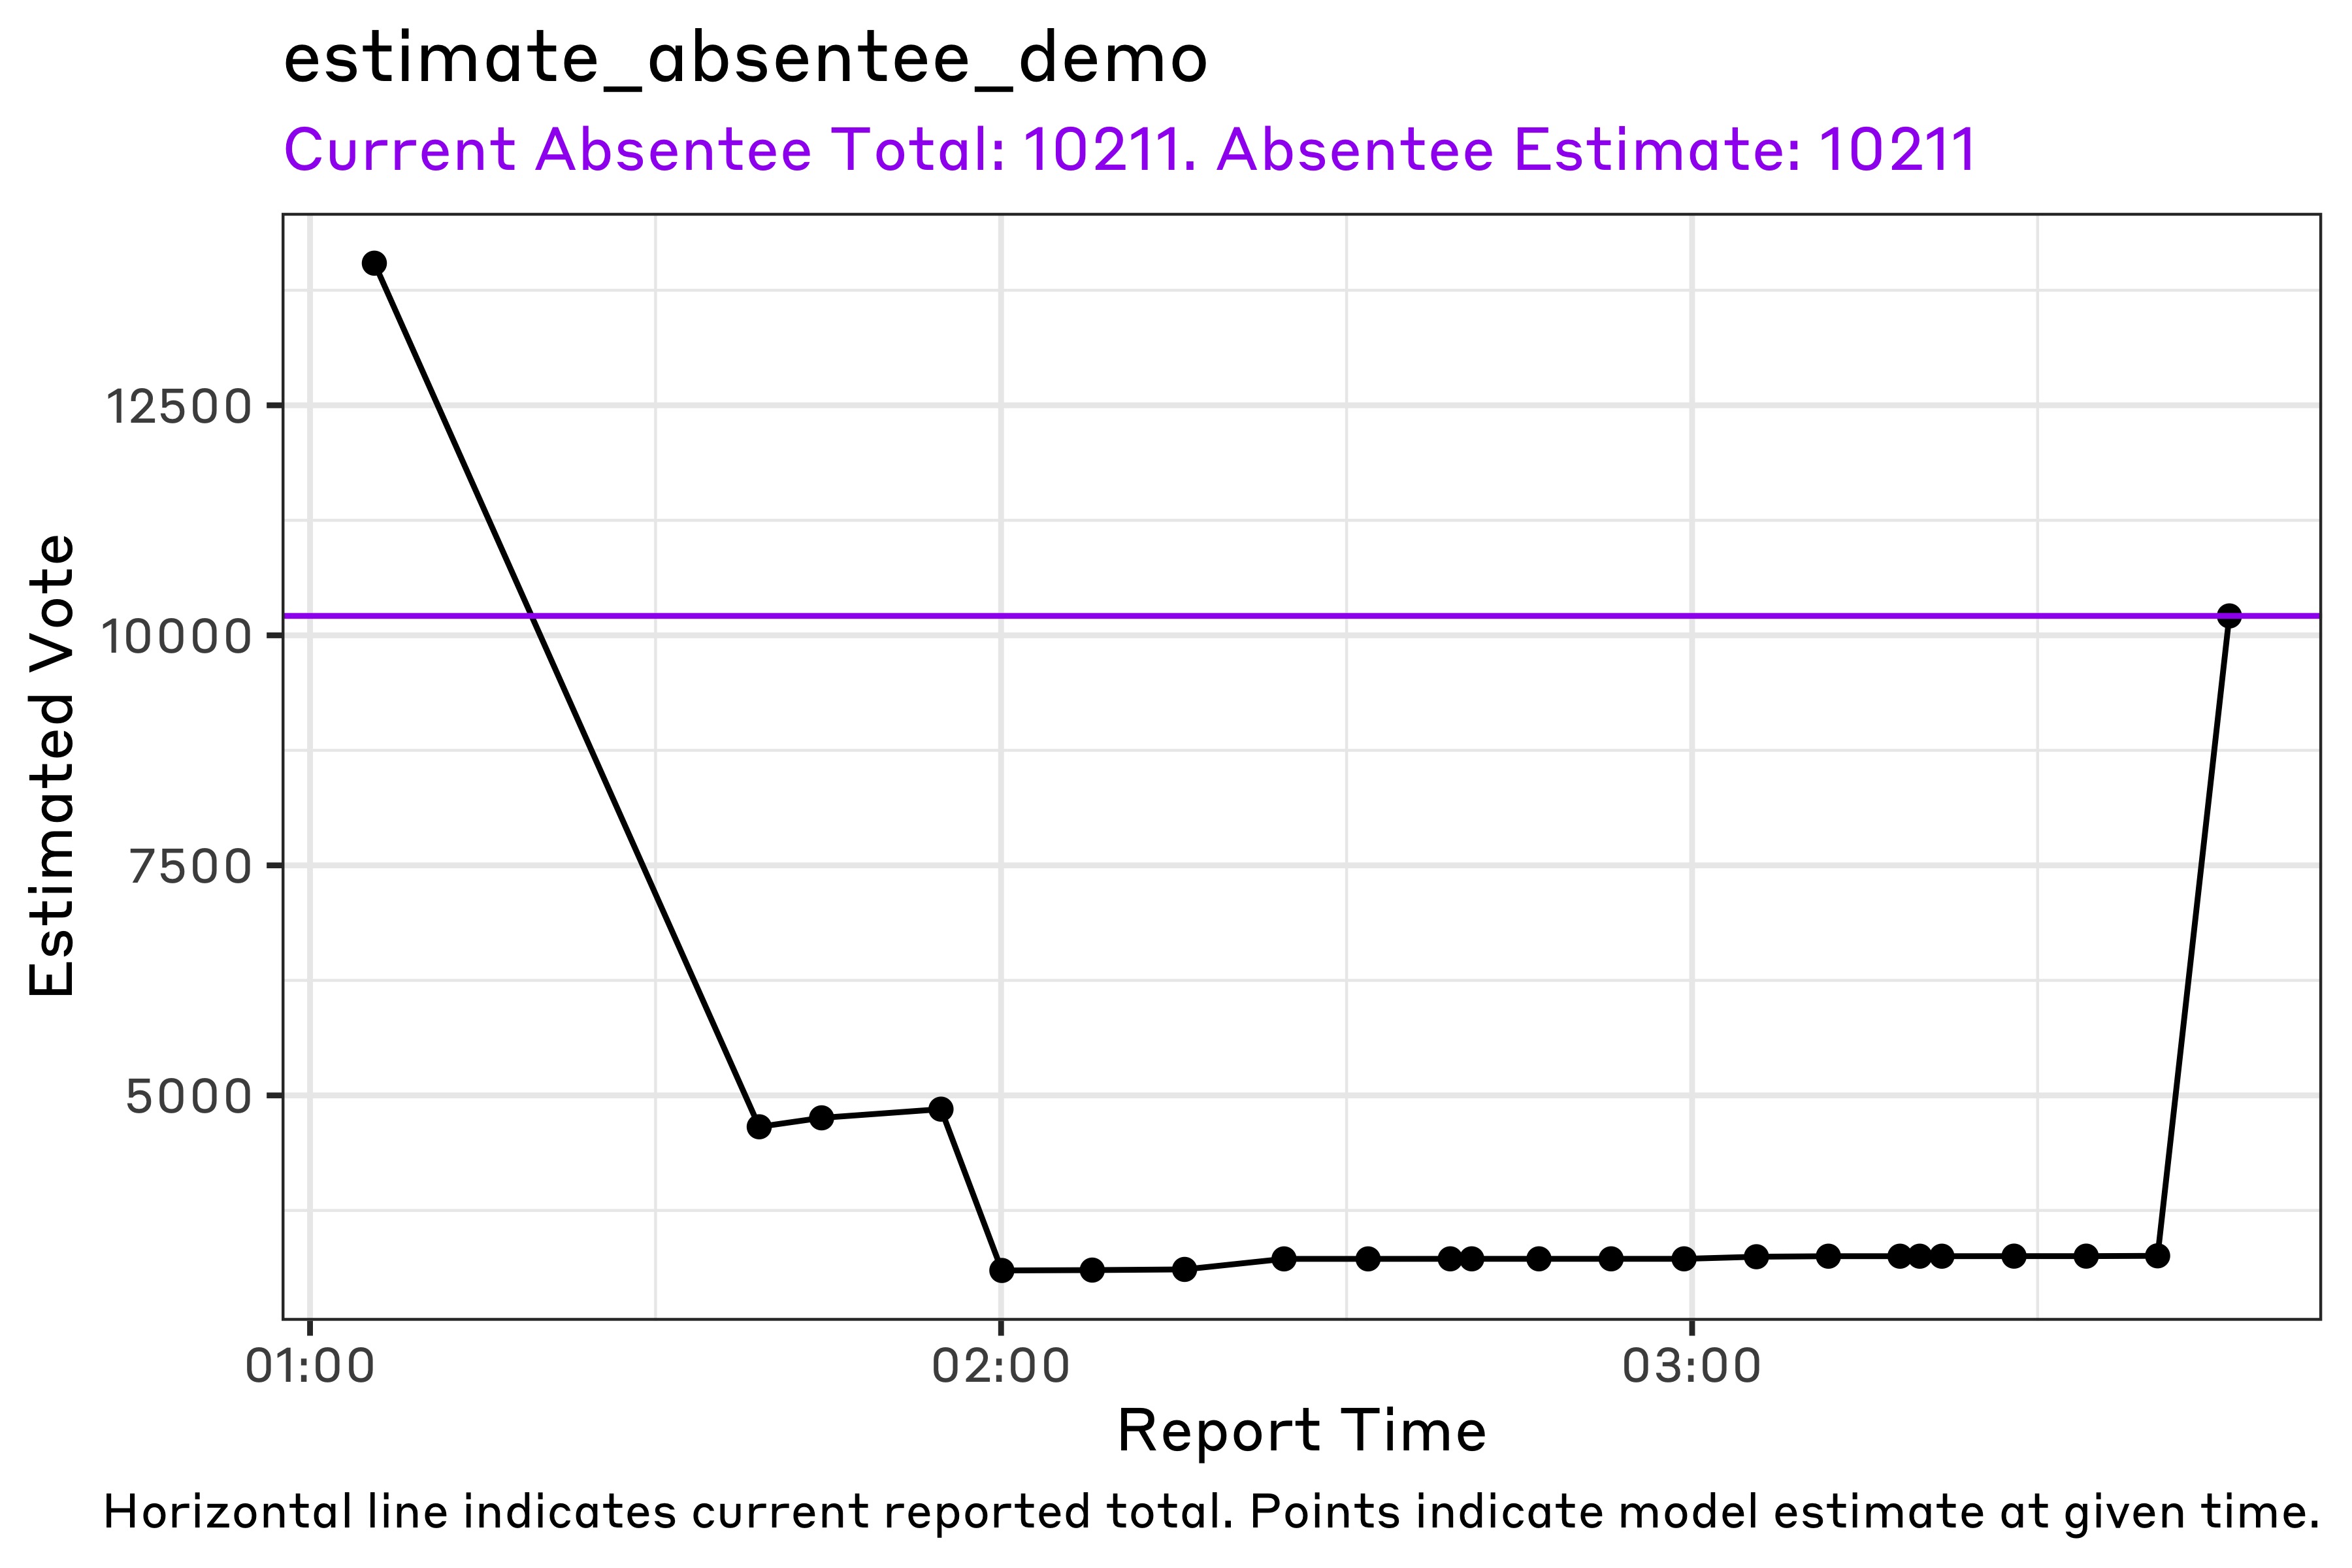 estimate_absentee_demo
Current Absentee Total: 10211. Absentee Estimate: 10211
Estimated Vote
12500
10000
7500
5000
01:00 02:00 03:00
Report Time
Horizontal line indicates current reported total. Points indicate model estimate at given time.